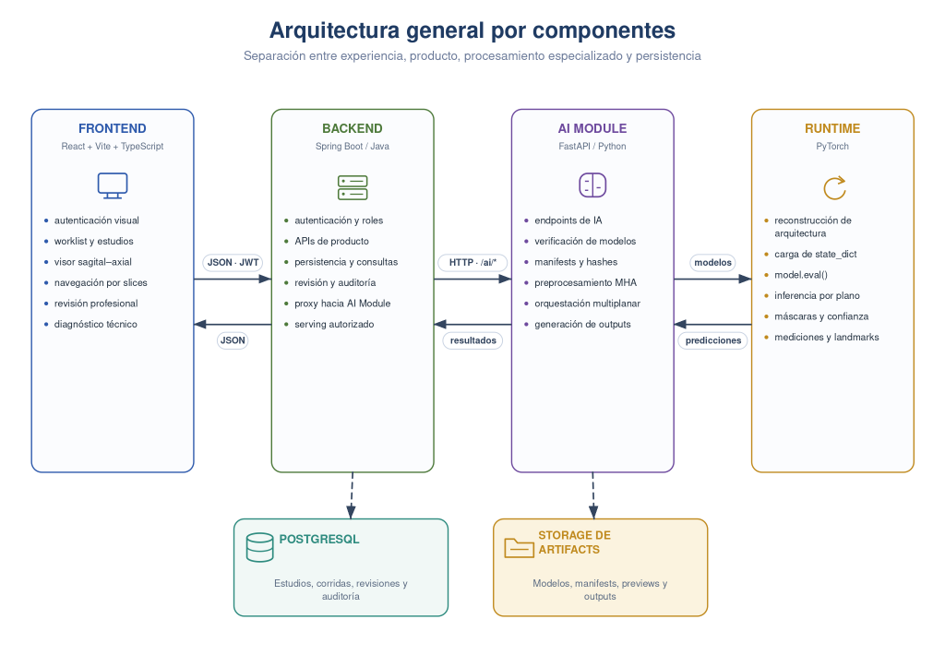 Arquitectura general por componentes
Separación entre experiencia, producto, procesamiento especializado y persistencia
FRONTEND
React + Vite + TypeScript
autenticación visual
worklist y estudios
visor sagital–axial
navegación por slices
revisión profesional
diagnóstico técnico
JSON · JWT
JSON
BACKEND
Spring Boot / Java
autenticación y roles
APIs de producto
persistencia y consultas
revisión y auditoría
proxy hacia AI Module
serving autorizado
HTTP · /ai/*
resultados
AI MODULE
FastAPI / Python
endpoints de IA
verificación de modelos
manifests y hashes
preprocesamiento MHA
orquestación multiplanar
generación de outputs
modelos
predicciones
RUNTIME
PyTorch
reconstrucción de
arquitectura
carga de state_dict
model.eval()
inferencia por plano
máscaras y confianza
mediciones y landmarks
POSTGRESQL
Estudios, corridas, revisiones y
auditoría
STORAGE DE
ARTIFACTS
Modelos, manifests, previews y
outputs